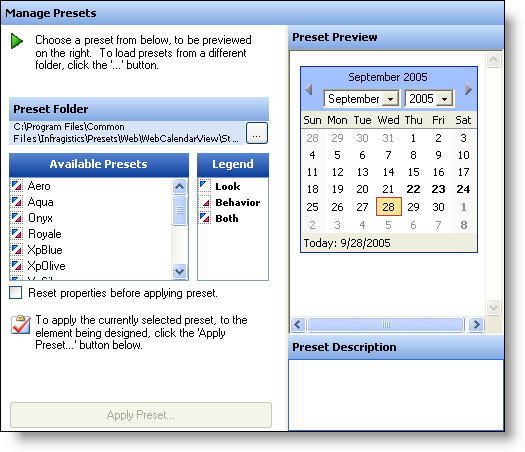 Manage Presets
Choose a preset from below, to be previewed
on the right. To load presets from a different
folder, click the '...' button.
Preset Folder
C:\Program Files\Common
Files\Infragistics\Presets\Web\WebCalendarView\St...
...
Available Presets
Aero
Aqua
Onyx
Royale
XpBlue
XpOlive
Legend
Look
Behavior
Both
Reset properties before applying preset.
To apply the currently selected preset, to the
element being designed, click the 'Apply
Preset...' button below.
Apply Preset...
Preset Preview
September 2005
September 2005
Sun Mon Tue Wed Thu Fri Sat
28 29 30 31 1 2 3
4 5 6 7 8 9 10
11 12 13 14 15 16 17
18 19 20 21 22 23 24
25 26 27 28 29 30 1
2 3 4 5 6 7 8
Today: 9/28/2005
Preset Description